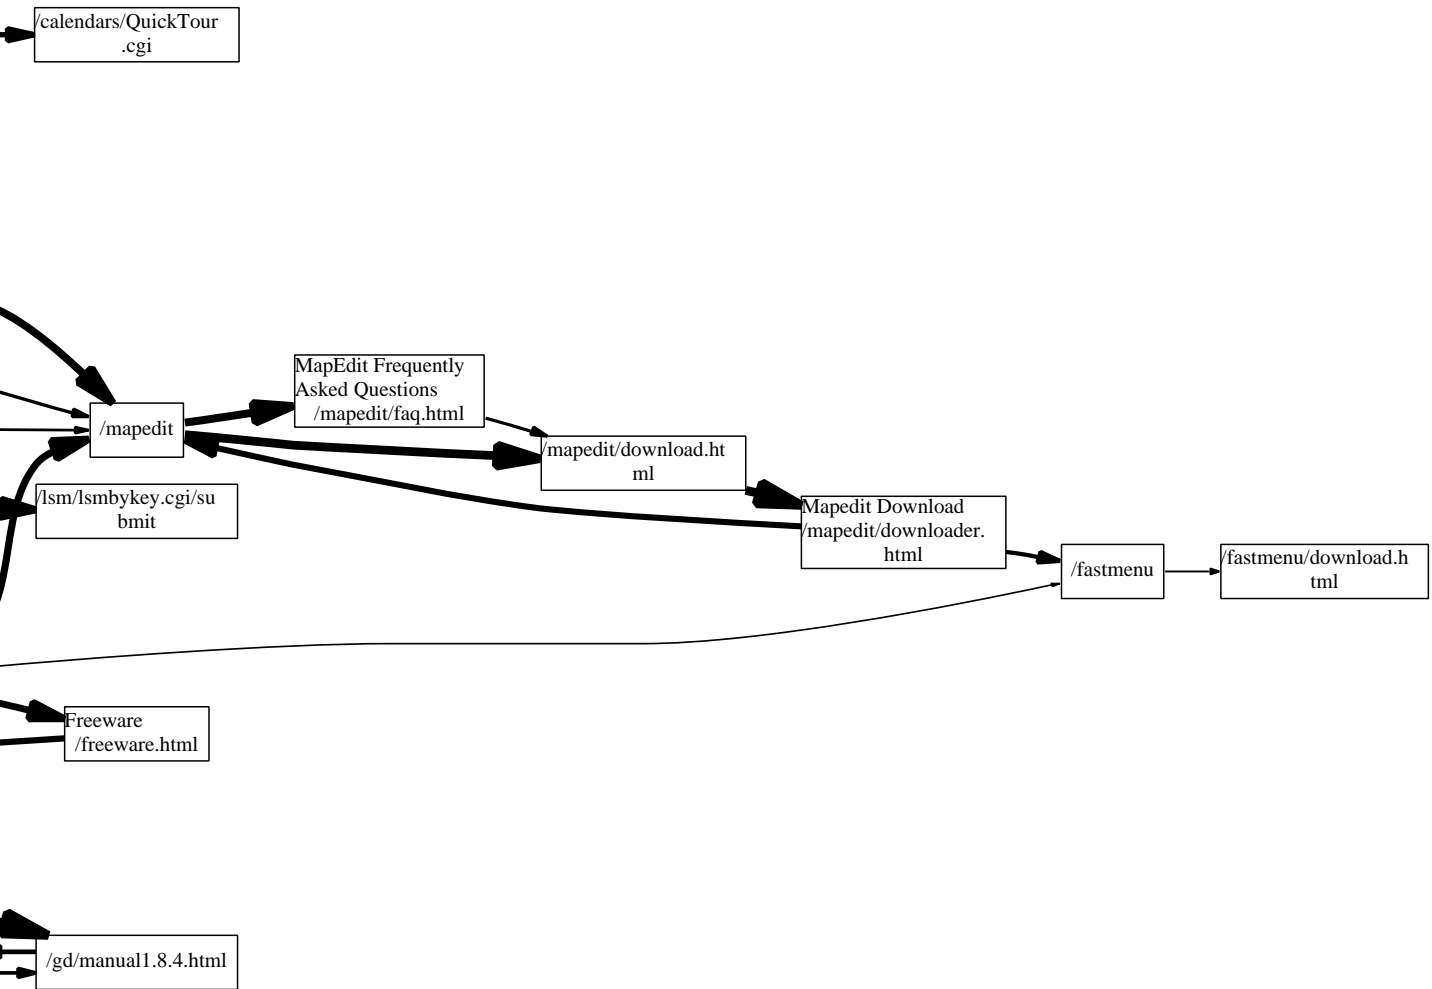 /calendars/QuickTour
.cgi
MapEdit Frequently
Asked Questions
/mapedit/faq.html
/mapedit
/mapedit/download.ht
ml
/lsm/lsmbykey.cgi/su
bmit
Mapedit Download
/mapedit/downloader.
html
/fastmenu
/fastmenu/download.h
tml
Freeware
/freeware.html
/gd/manual1.8.4.html